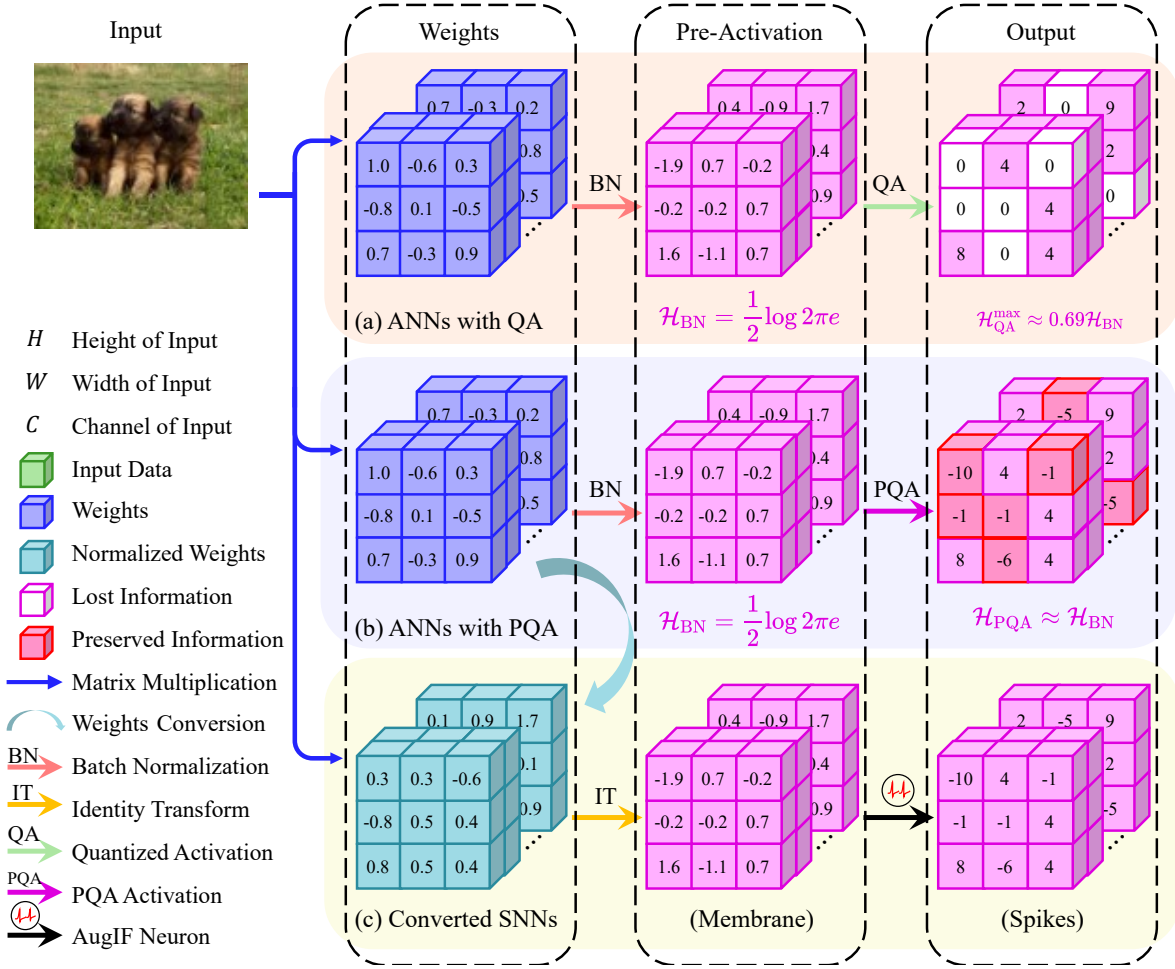 Input
Weights
Pre-Activation
Output
0.7 -0.3 0.2
0.8
0.5
1.0 -0.6 0.3
-0.8 0.1 -0.5
0.7 -0.3 0.9
BN
0.4 -0.9 1.7
0.4
0.9
-1.9 0.7 -0.2
-0.2 -0.2 0.7
1.6 -1.1 0.7
QA
2 0 9
2
0
0 4 0
0 0 4
8 0 4
(a) ANNs with QA
ℋ_BN = 1/2 log 2πe
ℋ_QA^max ≈ 0.69ℋ_BN
H Height of Input
W Width of Input
C Channel of Input
Input Data
Weights
Normalized Weights
Lost Information
Preserved Information
Matrix Multiplication
Weights Conversion
BN
Batch Normalization
IT
Identity Transform
QA
Quantized Activation
PQA
PQA Activation
AugIF Neuron
0.7 -0.3 0.2
0.8
0.5
1.0 -0.6 0.3
-0.8 0.1 -0.5
0.7 -0.3 0.9
BN
0.4 -0.9 1.7
0.4
0.9
-1.9 0.7 -0.2
-0.2 -0.2 0.7
1.6 -1.1 0.7
PQA
2 -5 9
2
-5
-10 4 -1
-1 -1 4
8 -6 4
(b) ANNs with PQA
ℋ_BN = 1/2 log 2πe
ℋ_PQA ≈ ℋ_BN
0.1 0.9 1.7
0.1
0.9
0.3 0.3 -0.6
-0.8 0.5 0.4
0.8 0.5 0.4
IT
0.4 -0.9 1.7
0.4
0.9
-1.9 0.7 -0.2
-0.2 -0.2 0.7
1.6 -1.1 0.7
2 -5 9
2
-5
-10 4 -1
-1 -1 4
8 -6 4
(c) Converted SNNs
(Membrane)
(Spikes)